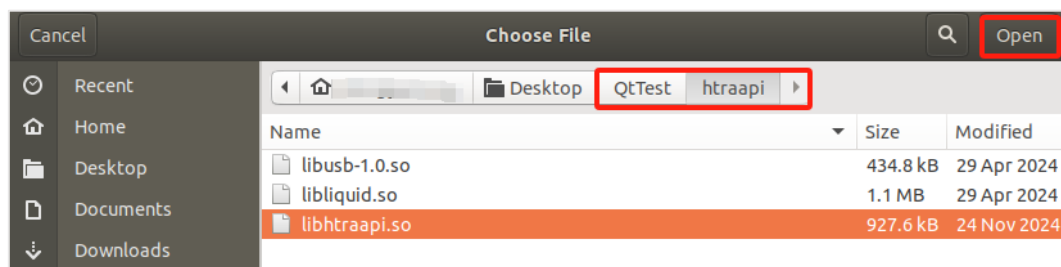 Cancel Choose File Open
Recent Desktop QtTest htraapi
Home Name Size Modified
libusb-1.0.so 434.8 kB 29 Apr 2024
Desktop
libliquid.so 1.1 MB 29 Apr 2024
Documents
libhtraapi.so 927.6 kB 24 Nov 2024
Downloads